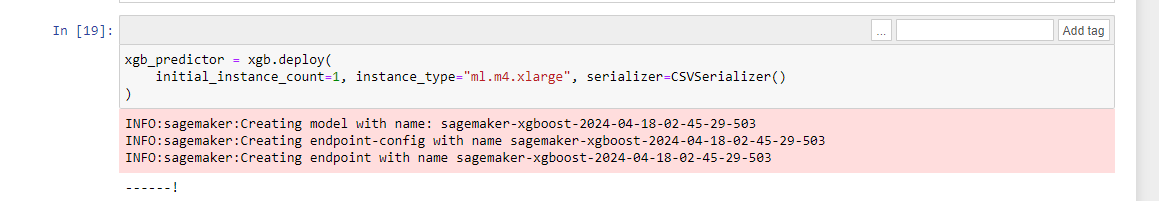 In [19]:
... Add tag
xgb_predictor = xgb.deploy(
    initial_instance_count=1, instance_type="ml.m4.xlarge", serializer=CSVSerializer()
)
INFO:sagemaker:Creating model with name: sagemaker-xgboost-2024-04-18-02-45-29-503
INFO:sagemaker:Creating endpoint-config with name sagemaker-xgboost-2024-04-18-02-45-29-503
INFO:sagemaker:Creating endpoint with name sagemaker-xgboost-2024-04-18-02-45-29-503
------!